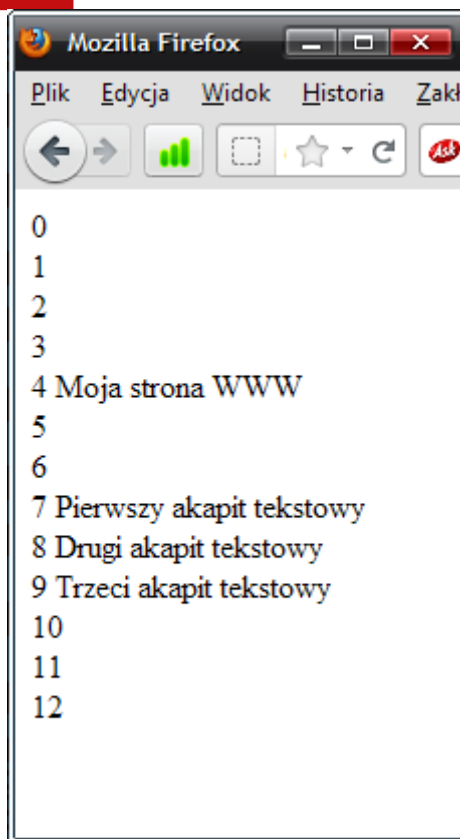 Mozilla Firefox
Plik Edycja Widok Historia Zakł
Ask
0
1
2
3
4 Moja strona WWW
5
6
7 Pierwszy akapit tekstowy
8 Drugi akapit tekstowy
9 Trzeci akapit tekstowy
10
11
12